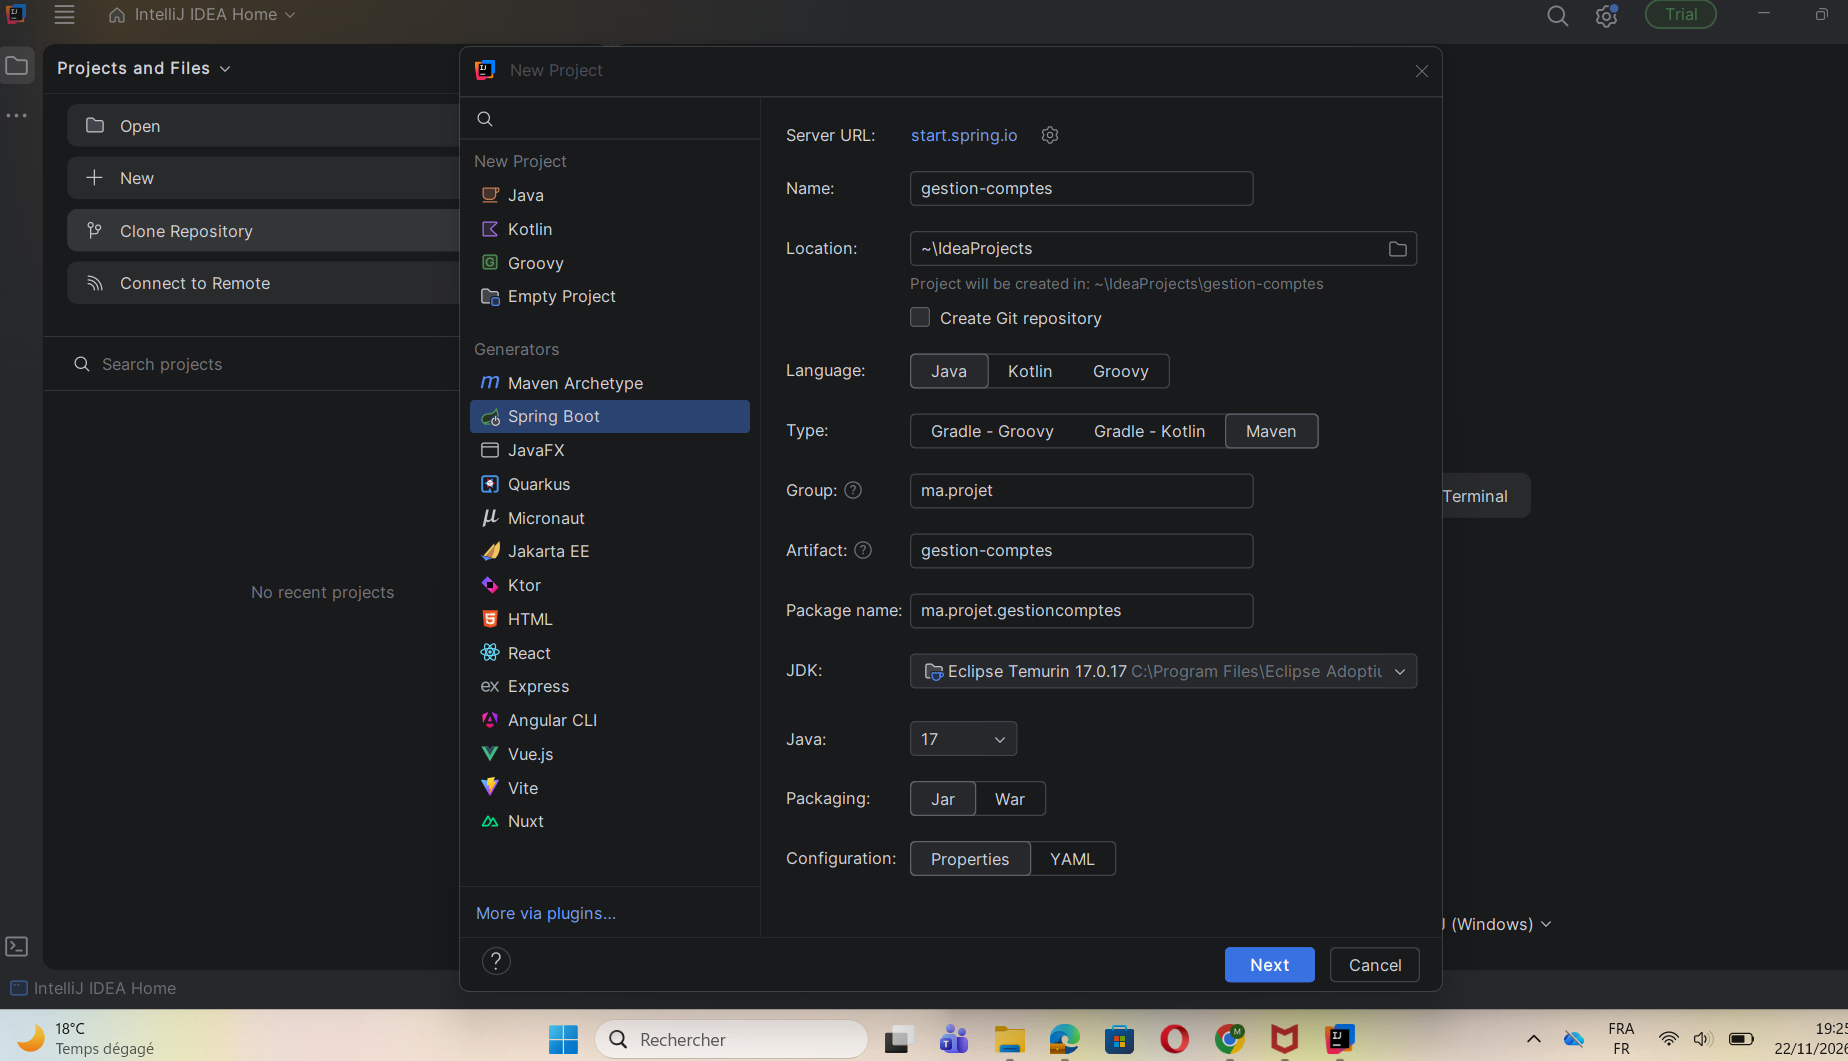 IntelliJ IDEA Home
Trial
Projects and Files
Open
New
Clone Repository
Connect to Remote
Search projects
No recent projects
New Project
New Project
Java
Kotlin
Groovy
Empty Project
Generators
Maven Archetype
Spring Boot
JavaFX
Quarkus
Micronaut
Jakarta EE
Ktor
HTML
React
ex Express
Angular CLI
Vue.js
Vite
Nuxt
More via plugins...
Server URL: start.spring.io
Name: gestion-comptes
Location: ~\IdeaProjects
Project will be created in: ~\IdeaProjects\gestion-comptes
Create Git repository
Language: Java Kotlin Groovy
Type: Gradle - Groovy Gradle - Kotlin Maven
Group: ma.projet
Artifact: gestion-comptes
Package name: ma.projet.gestioncomptes
JDK: Eclipse Temurin 17.0.17 C:\Program Files\Eclipse Adoptiu
Java: 17
Packaging: Jar War
Configuration: Properties YAML
Next Cancel
Terminal
(Windows)
IntelliJ IDEA Home
18°C
Temps dégagé
Rechercher
FRA
FR
19:25
22/11/202